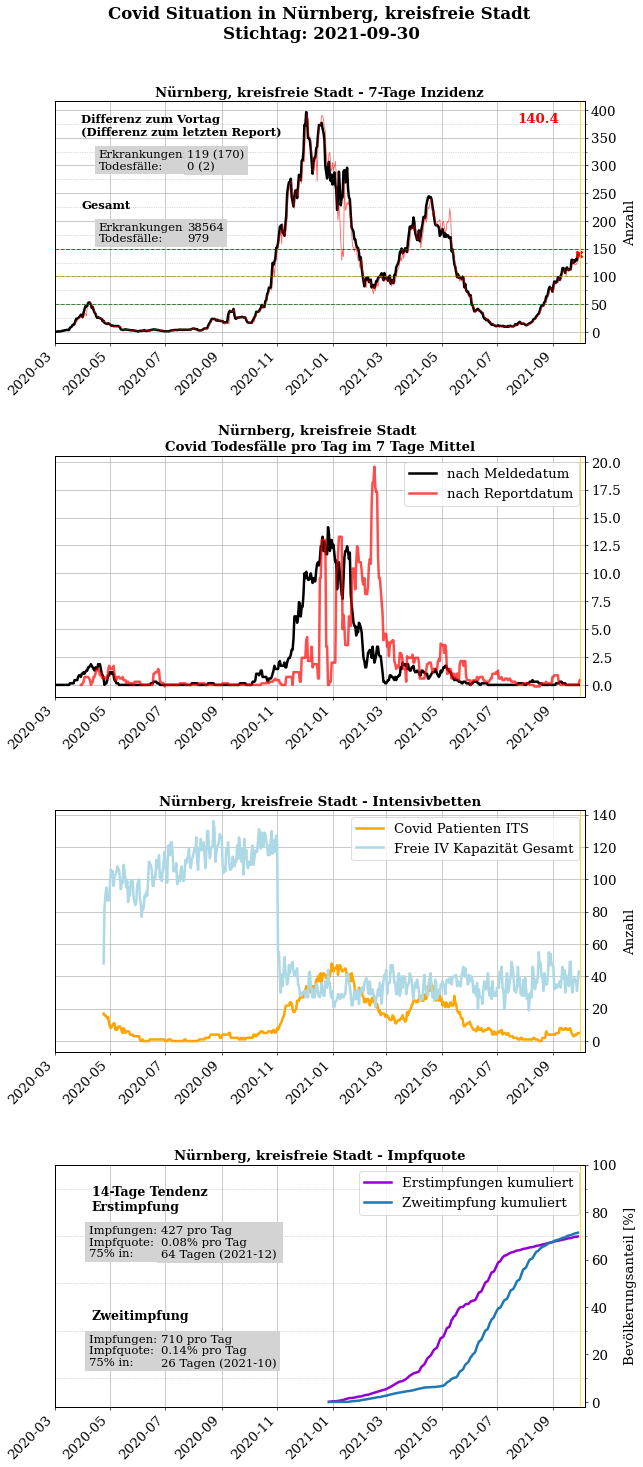 Covid Situation in Nürnberg, kreisfreie Stadt
Stichtag: 2021-09-30
Nürnberg, kreisfreie Stadt - 7-Tage Inzidenz
Differenz zum Vortag
(Differenz zum letzten Report)
Erkrankungen 119 (170)
Todesfälle: 0 (2)
Gesamt
Erkrankungen 38564
Todesfälle: 979
140.4
400
350
300
250
200
150
100
50
0
Anzahl
2020-03
2020-05
2020-07
2020-09
2020-11
2021-01
2021-03
2021-05
2021-07
2021-09
Nürnberg, kreisfreie Stadt
Covid Todesfälle pro Tag im 7 Tage Mittel
nach Meldedatum
nach Reportdatum
20.0
17.5
15.0
12.5
10.0
7.5
5.0
2.5
0.0
2020-03
2020-05
2020-07
2020-09
2020-11
2021-01
2021-03
2021-05
2021-07
2021-09
Nürnberg, kreisfreie Stadt - Intensivbetten
Covid Patienten ITS
Freie IV Kapazität Gesamt
140
120
100
80
60
40
20
0
Anzahl
2020-03
2020-05
2020-07
2020-09
2020-11
2021-01
2021-03
2021-05
2021-07
2021-09
Nürnberg, kreisfreie Stadt - Impfquote
14-Tage Tendenz
Erstimpfung
Impfungen: 427 pro Tag
Impfquote: 0.08% pro Tag
75% in: 64 Tagen (2021-12)
Zweitimpfung
Impfungen: 710 pro Tag
Impfquote: 0.14% pro Tag
75% in: 26 Tagen (2021-10)
Erstimpfungen kumuliert
Zweitimpfung kumuliert
100
80
60
40
20
0
Bevölkerungsanteil [%]
2020-03
2020-05
2020-07
2020-09
2020-11
2021-01
2021-03
2021-05
2021-07
2021-09